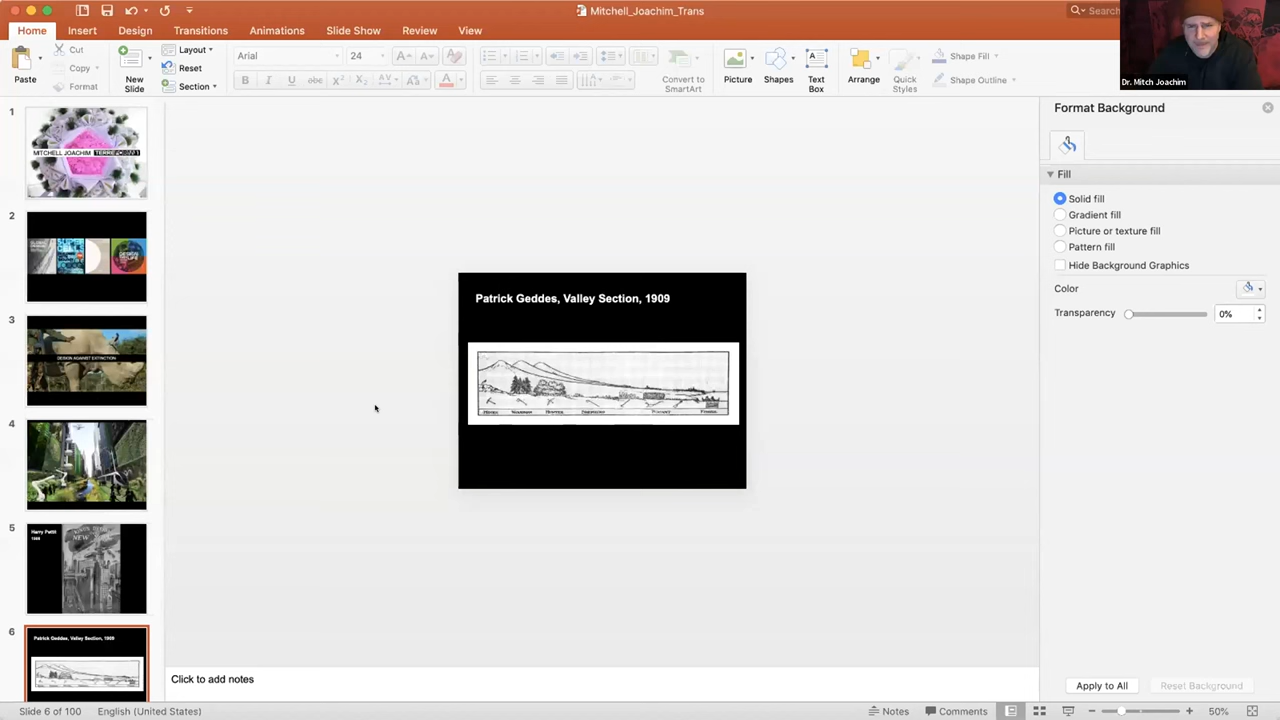 Mitchell_Joachim_Trans
Search
Home Insert Design Transitions Animations Slide Show Review View
Paste
Cut
Copy
Format
New
Slide
Layout
Reset
Section
Arial 24
Convert to
SmartArt
Picture
Shapes
Text
Box
Arrange
Quick
Styles
Shape Fill
Shape Outline
Dr. Mitch Joachim
1
MITCHELL JOACHIM
2
3
DESIGN AGAINST EXTINCTION
4
5
Harry Pettit
6
Patrick Geddes, Valley Section, 1909
Patrick Geddes, Valley Section, 1909
Click to add notes
Format Background
Fill
Solid fill
Gradient fill
Picture or texture fill
Pattern fill
Hide Background Graphics
Color
Transparency 0%
Apply to All Reset Background
Slide 6 of 100 English (United States) Notes Comments 50%